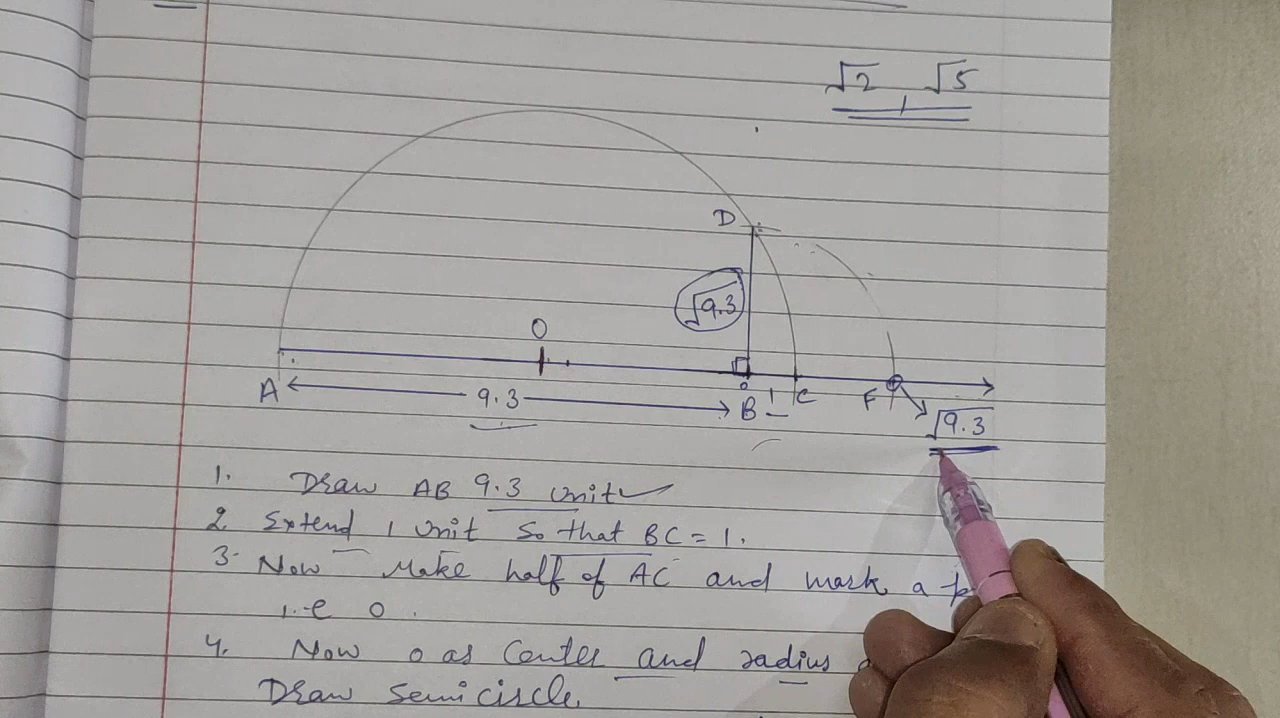 √2, √5
D
√9.3
O
A 9.3 B 1 C F
√9.3
1. Draw AB 9.3 unit
2. Extend 1 unit so that BC = 1.
3. Now Make half of AC and mark a
i.e O.
4. Now O as Center and radius
Draw Semicircle.